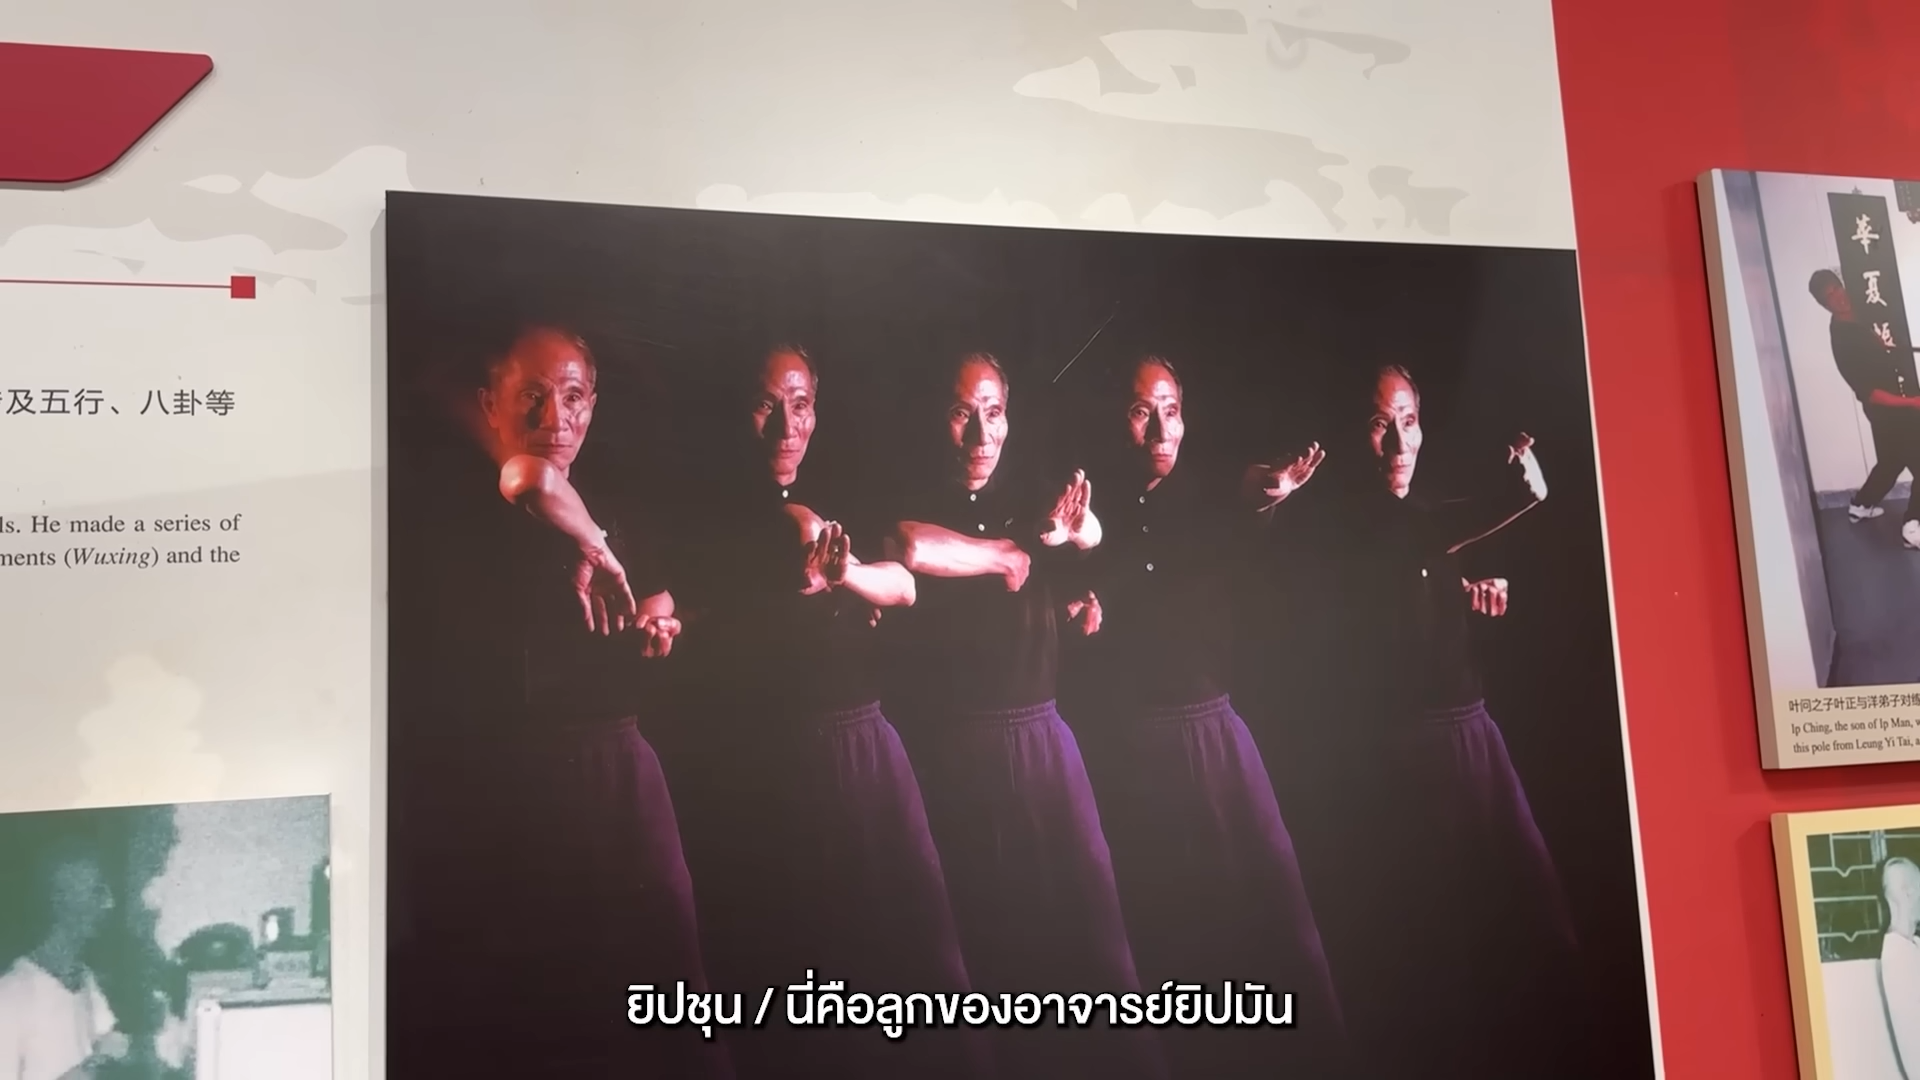 及五行、八卦等
ls. He made a series of
ments (Wuxing) and the
華
夏
叶问之子叶正与洋弟子对练
Ip Ching, the son of Ip Man,
this pole from Leung Yi Tai,
ยิปชุน / นี่คือลูกของอาจารย์ยิปมัน